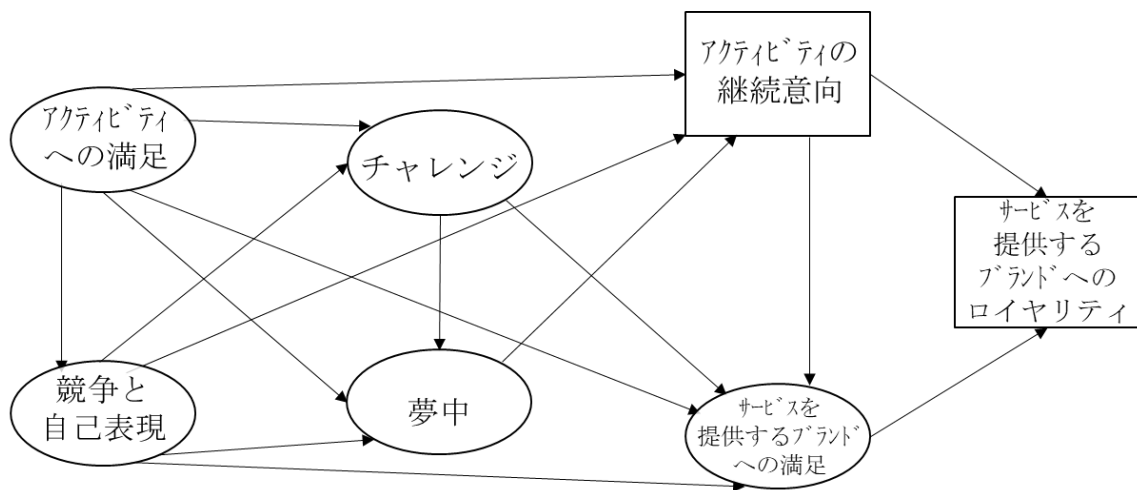 ｱｸﾃｨﾋﾞﾃｨの
継続意向
ｱｸﾃｨﾋﾞﾃｨ
への満足
チャレンジ
ｻｰﾋﾞｽを
提供する
ﾌﾞﾗﾝﾄﾞへの
ロイヤリティ
競争と
自己表現
夢中
ｻｰﾋﾞｽを
提供するﾌﾞﾗﾝﾄﾞ
への満足